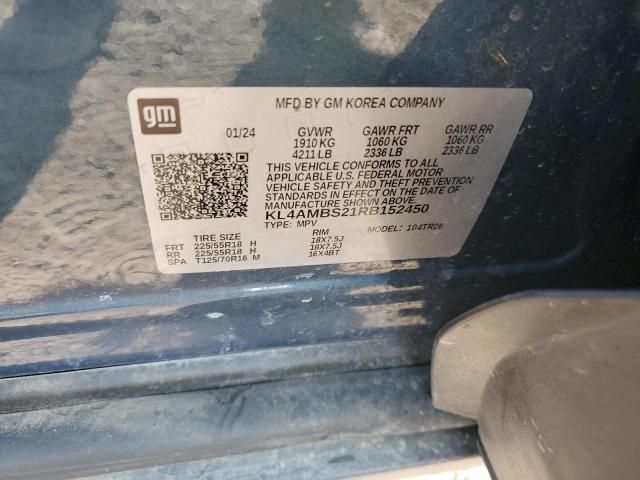 gm
MFD BY GM KOREA COMPANY
01/24 GVWR GAWR FRT GAWR RR
1910 KG 1060 KG 1060 KG
4211 LB 2336 LB 2336 LB
THIS VEHICLE CONFORMS TO ALL
APPLICABLE U.S. FEDERAL MOTOR
VEHICLE SAFETY AND THEFT PREVENTION
STANDARDS IN EFFECT ON THE DATE OF
MANUFACTURE SHOWN ABOVE.
KL4AMBS21RB152450
TYPE: MPV MODEL: 104TR26
TIRE SIZE RIM
FRT 225/55R18 H 18X7.5J
RR 225/55R18 H 18X7.5J
SPA T125/70R16 M 16X4BT